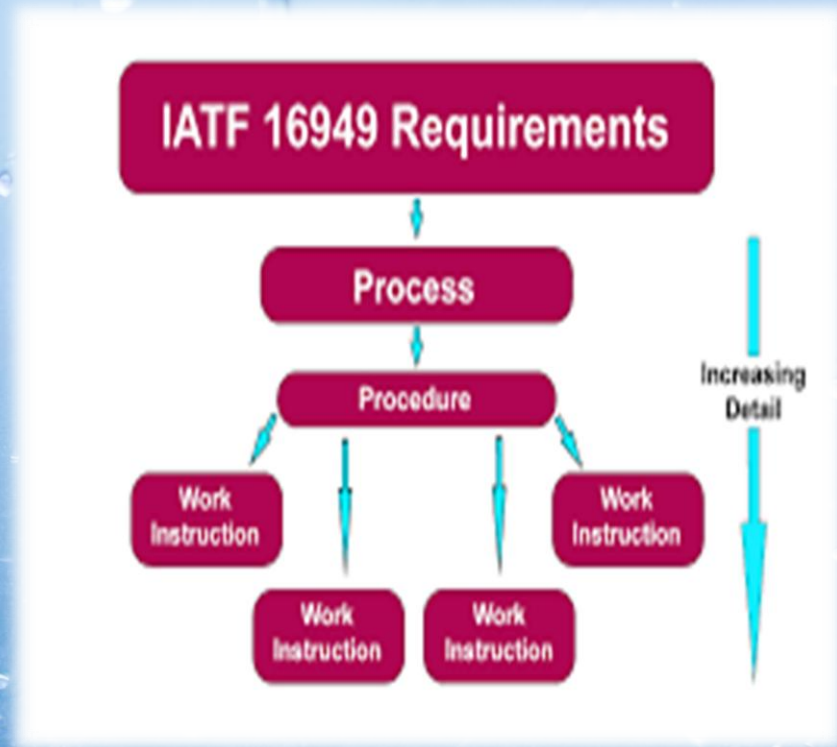 IATF 16949 Requirements
Process
Increasing
Detail
Procedure
Work
Instruction
Work
Instruction
Work
Instruction
Work
Instruction